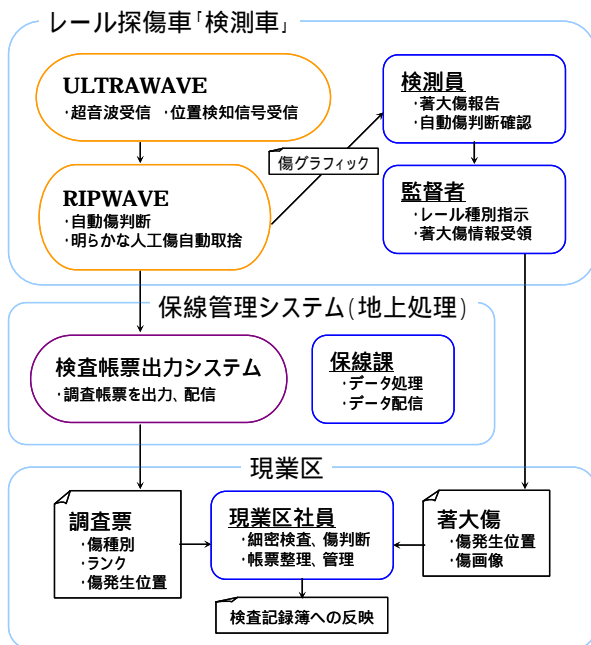 レール探傷車「検測車」
ULTRAWAVE
・超音波受信 ・位置検知信号受信
検測員
・著大傷報告
・自動傷判断確認
傷グラフィック
RIPWAVE
・自動傷判断
・明らかな人工傷自動取捨
監督者
・レール種別指示
・著大傷情報受領
保線管理システム(地上処理)
検査帳票出力システム
・調査帳票を出力、配信
保線課
・データ処理
・データ配信
現業区
調査票
・傷種別
・ランク
・傷発生位置
現業区社員
・細密検査、傷判断
・帳票整理、管理
著大傷
・傷発生位置
・傷画像
検査記録簿への反映